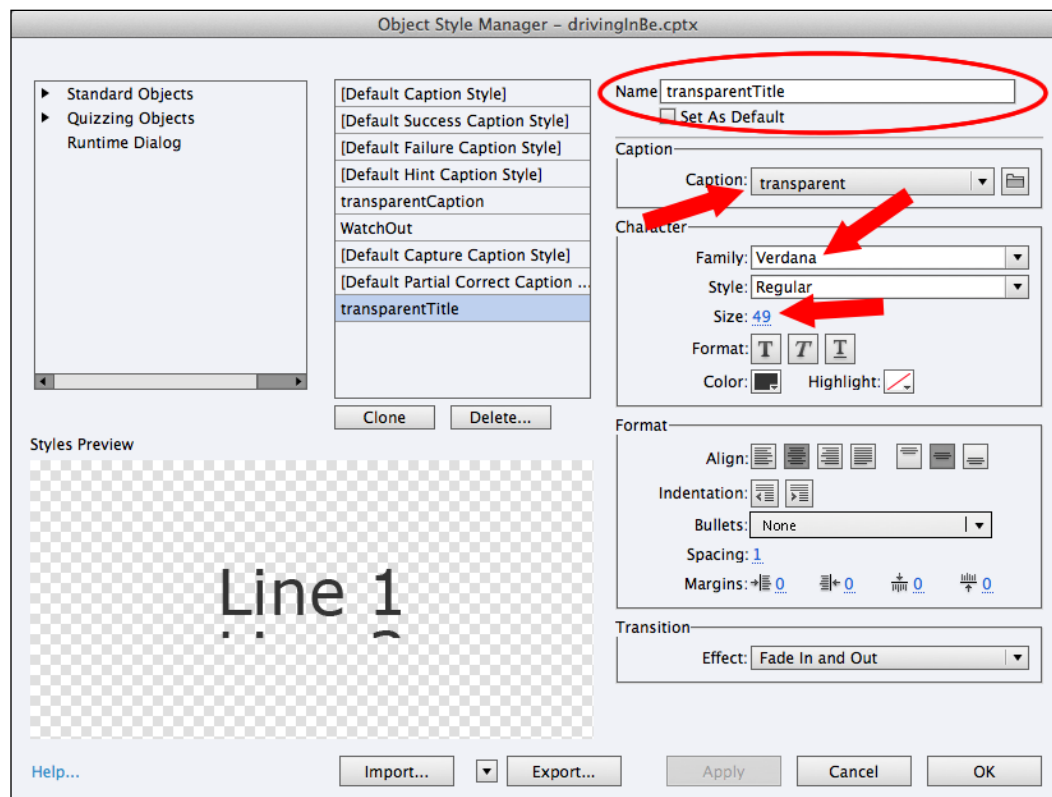 Object Style Manager – drivingInBe.cptx
Standard Objects
Quizzing Objects
Runtime Dialog
[Default Caption Style]
[Default Success Caption Style]
[Default Failure Caption Style]
[Default Hint Caption Style]
transparentCaption
WatchOut
[Default Capture Caption Style]
[Default Partial Correct Caption ...
transparentTitle
Clone
Delete...
Name transparentTitle
Set As Default
Caption
Caption: transparent
Character
Family: Verdana
Style: Regular
Size: 49
Format: T T T
Color: Highlight:
Format
Align:
Indentation:
Bullets: None
Spacing: 1
Margins: 0 0 0 0
Transition
Effect: Fade In and Out
Styles Preview
Line 1
Help...
Import...
Export...
Apply
Cancel
OK